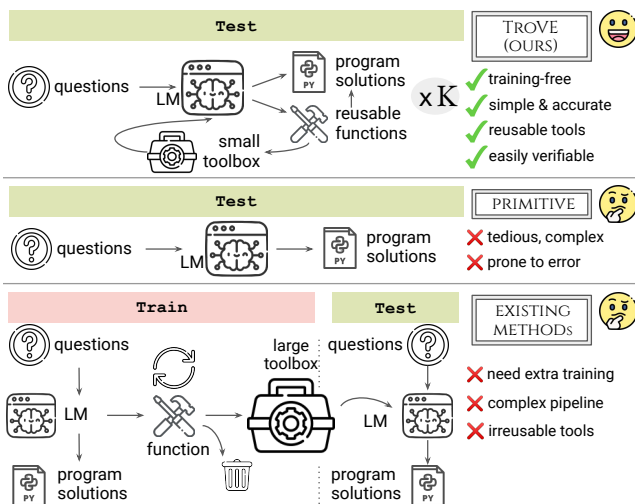 Test
TROVE
(OURS)
questions
LM
program
solutions
PY
reusable
functions
small
toolbox
x K
training-free
simple & accurate
reusable tools
easily verifiable
Test
PRIMITIVE
questions
LM
program
solutions
PY
tedious, complex
prone to error
Train
Test
EXISTING
METHODS
questions
LM
program
solutions
PY
function
large
toolbox
questions
LM
program
solutions
PY
need extra training
complex pipeline
irreusable tools